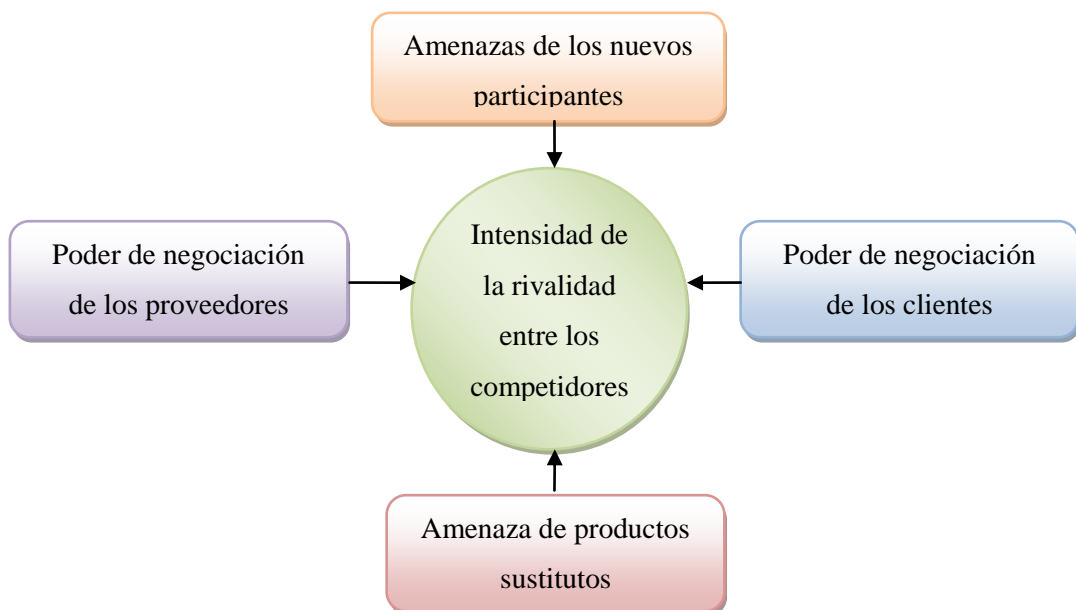 Amenazas de los nuevos
participantes
Poder de negociación
de los proveedores
Intensidad de
la rivalidad
entre los
competidores
Poder de negociación
de los clientes
Amenaza de productos
sustitutos